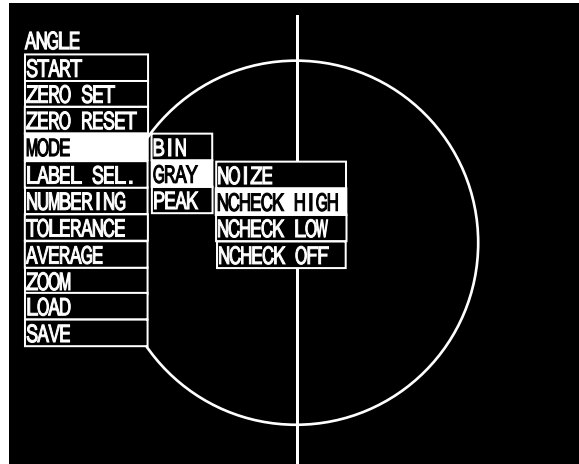 ANGLE
START
ZERO SET
ZERO RESET
MODE
LABEL SEL.
NUMBERING
TOLERANCE
AVERAGE
ZOOM
LOAD
SAVE
BIN
GRAY
PEAK
NOIZE
NCHECK HIGH
NCHECK LOW
NCHECK OFF